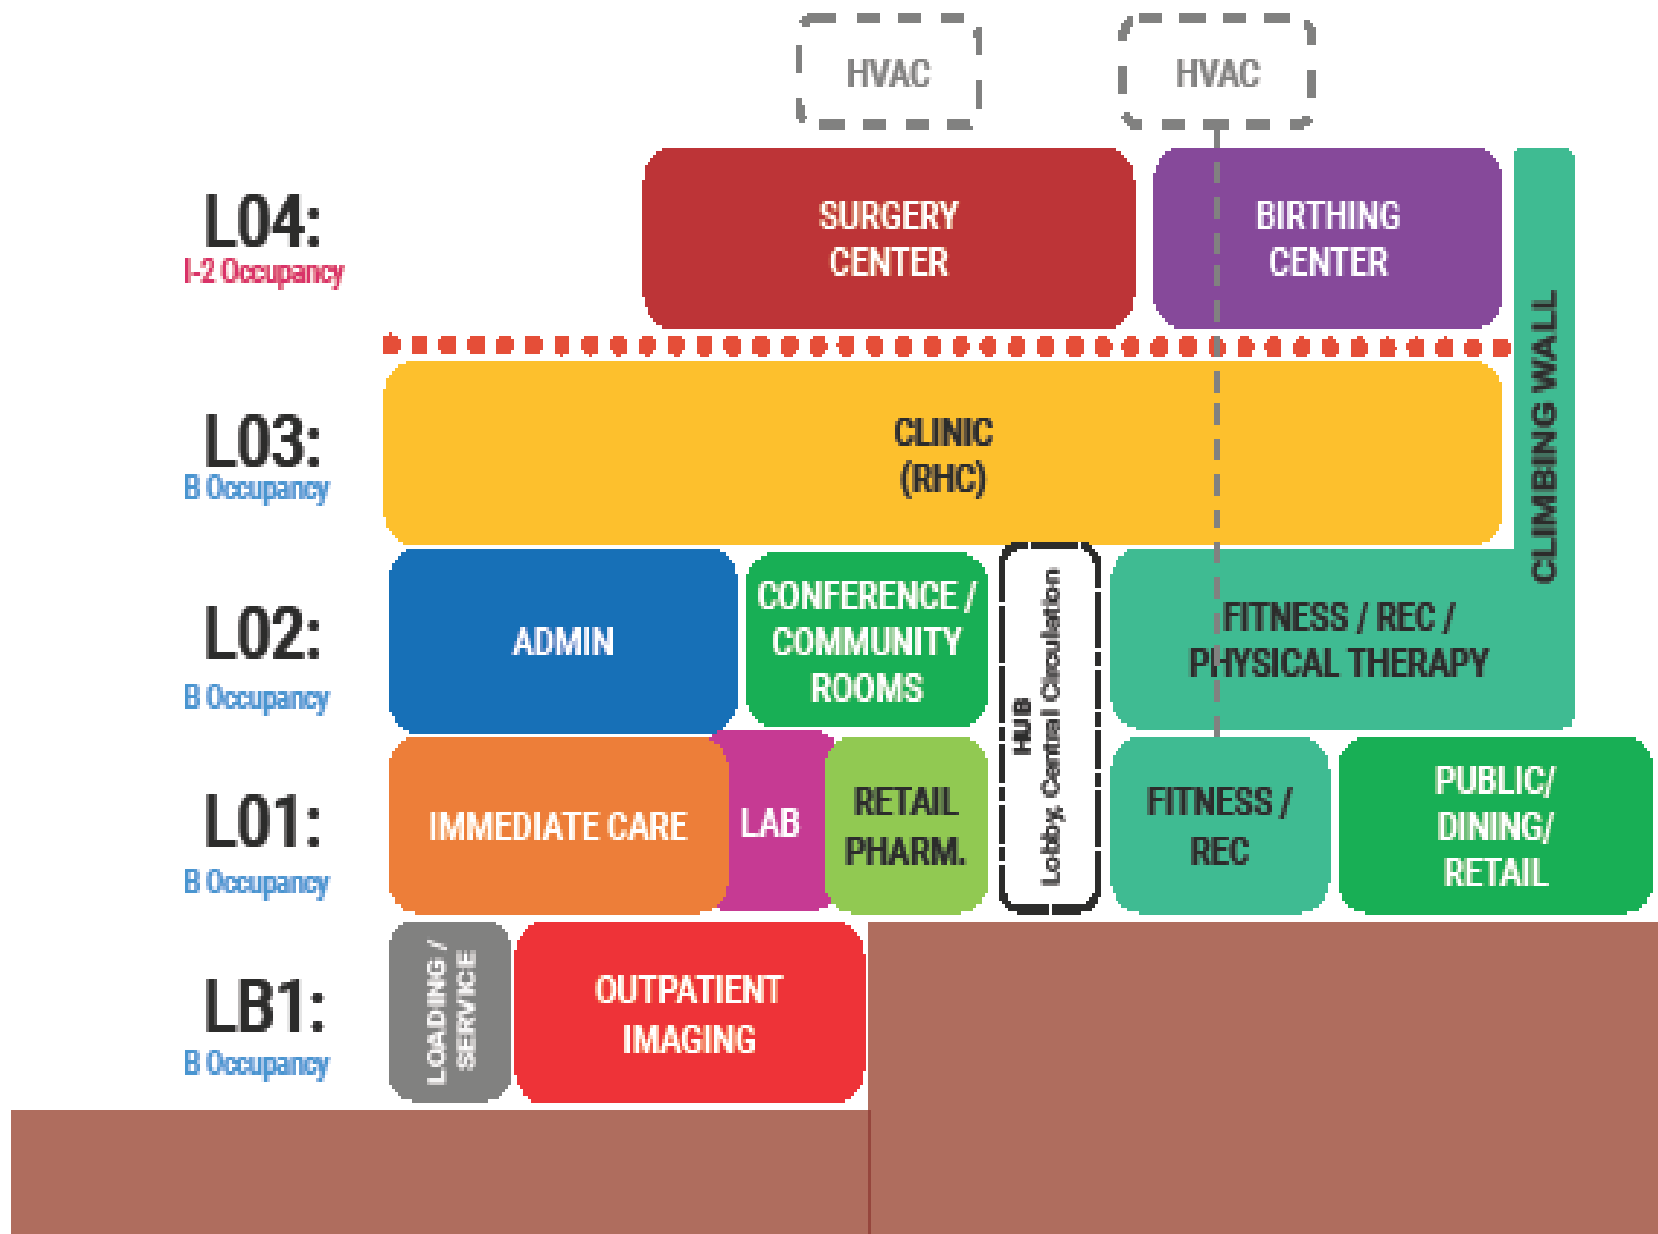 HVAC
HVAC
L04:
I-2 Occupancy
SURGERY
CENTER
BIRTHING
CENTER
CLIMBING WALL
L03:
B Occupancy
CLINIC
(RHC)
L02:
B Occupancy
ADMIN
CONFERENCE /
COMMUNITY
ROOMS
HUB
Lobby, Central Circulation
FITNESS / REC /
PHYSICAL THERAPY
L01:
B Occupancy
IMMEDIATE CARE
LAB
RETAIL
PHARM.
FITNESS /
REC
PUBLIC/
DINING/
RETAIL
LB1:
B Occupancy
LOADING /
SERVICE
OUTPATIENT
IMAGING